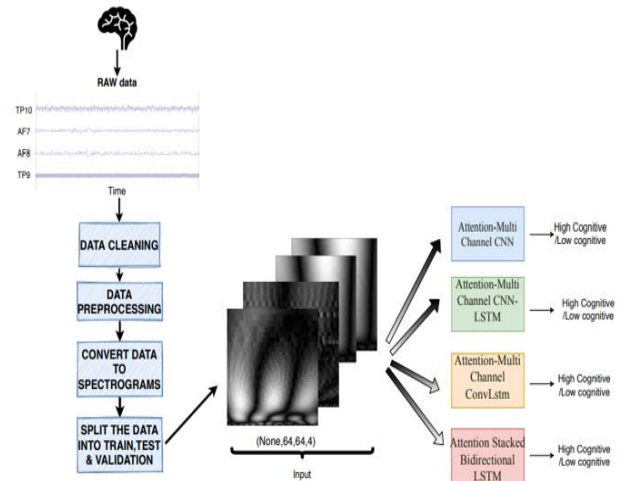 RAW data
TP10
AF7
AF8
TP9
Time
DATA CLEANING
DATA
PREPROCESSING
CONVERT DATA
TO
SPECTROGRAMS
SPLIT THE DATA
INTO TRAIN,TEST
& VALIDATION
(None,64,64,4)
Input
Attention-Multi
Channel CNN
High Cognitive
/Low cognitive
Attention-Multi
Channel CNN-
LSTM
High Cognitive
/Low cognitive
Attention-Multi
Channel
ConvLstm
High Cognitive
/Low cognitive
Attention Stacked
Bidirectional
LSTM
High Cognitive
/Low cognitive